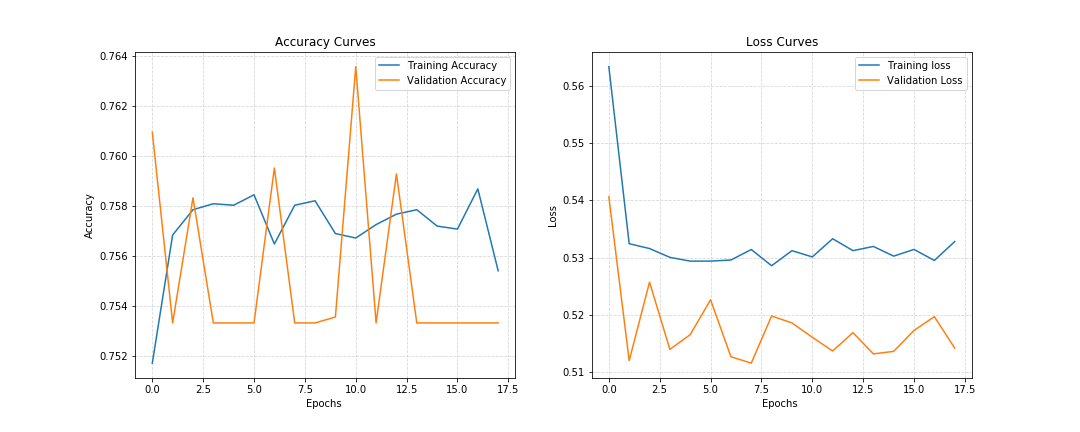 Accuracy Curves
0.764
0.762
0.760
0.758
0.756
0.754
0.752
Accuracy
Training Accuracy
Validation Accuracy
0.0 2.5 5.0 7.5 10.0 12.5 15.0 17.5
Epochs
Loss Curves
0.56
0.55
0.54
0.53
0.52
0.51
Loss
Training loss
Validation Loss
0.0 2.5 5.0 7.5 10.0 12.5 15.0 17.5
Epochs